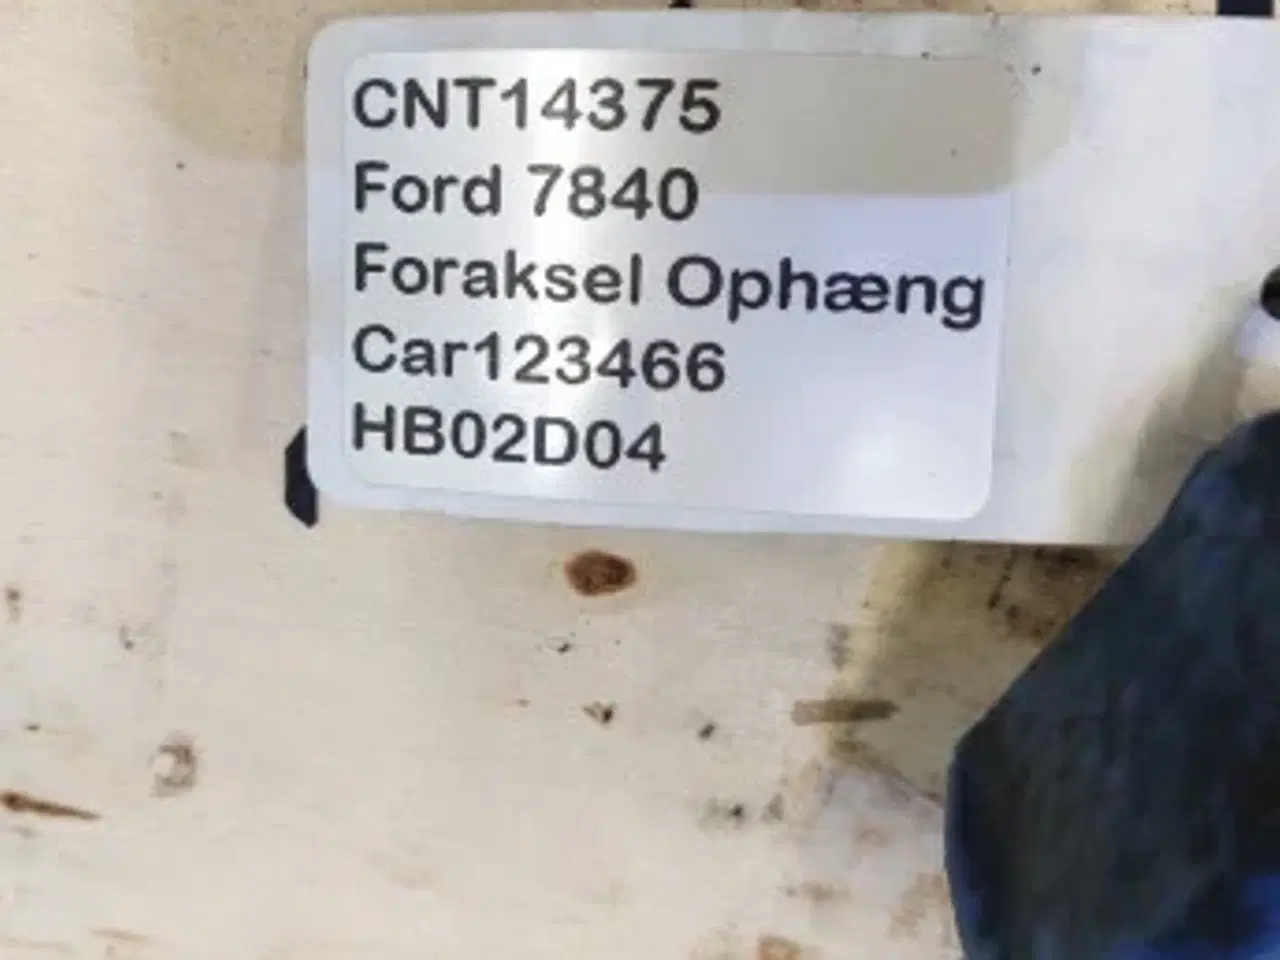 CNT14375
Ford 7840
Foraksel Ophæng
Car123466
HB02D04